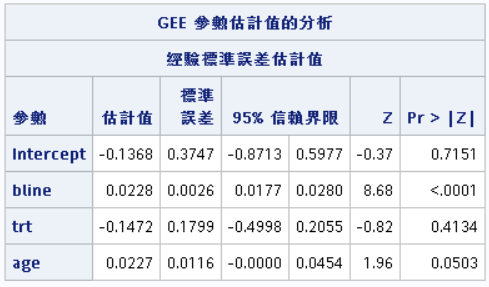 GEE 參數估計值的分析
經驗標準誤差估計值
參數 估計值 標準誤差 95% 信賴界限 Z Pr > |Z|
Intercept -0.1368 0.3747 -0.8713 0.5977 -0.37 0.7151
bline 0.0228 0.0026 0.0177 0.0280 8.68 <.0001
trt -0.1472 0.1799 -0.4998 0.2055 -0.82 0.4134
age 0.0227 0.0116 -0.0000 0.0454 1.96 0.0503